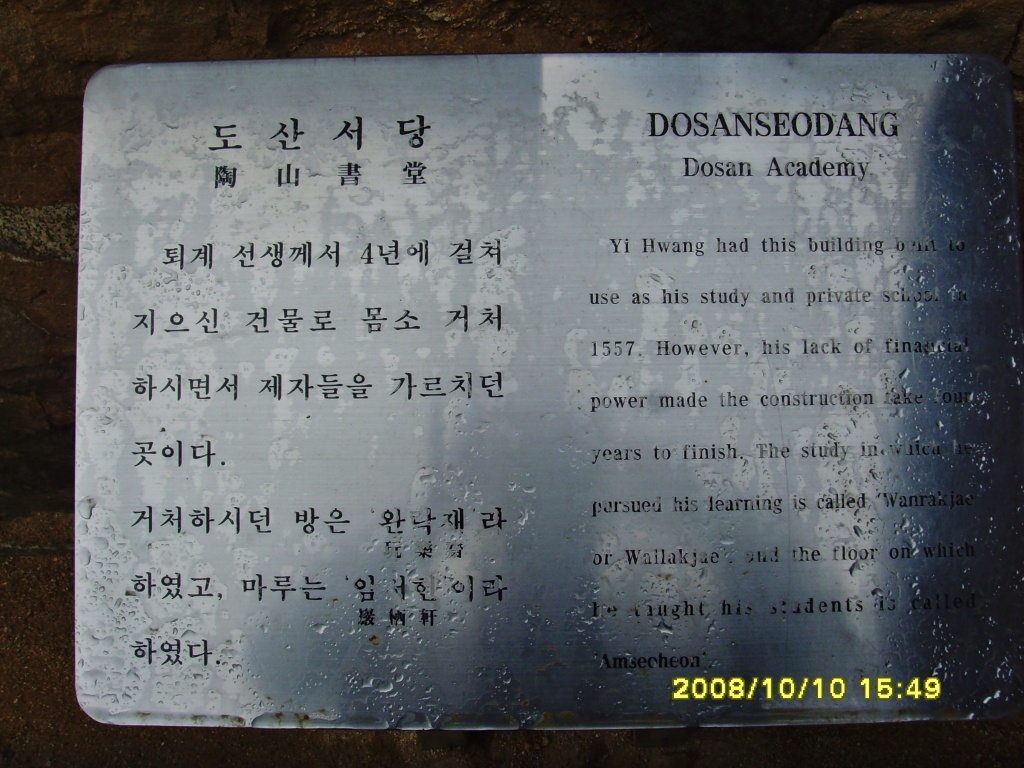 도 산 서 당
陶 山 書 堂
퇴계 선생께서 4년에 걸쳐
지으신 건물로 몸소 거처
하시면서 제자들을 가르치던
곳이다.
거처하시던 방은 '완락재'라
玩樂齋
하였고, 마루는 '암서헌'이라
巖栖軒
하였다.
DOSANSEODANG
Dosan Academy
Yi Hwang had this building built to
use as his study and private school in
1557. However, his lack of financial
power made the construction take four
years to finish. The study in which he
pursued his learning is called 'Wanrakjae
or Wallakjae', and the floor on which
he taught his students is called
'Amseoheon'.
2008/10/10 15:49